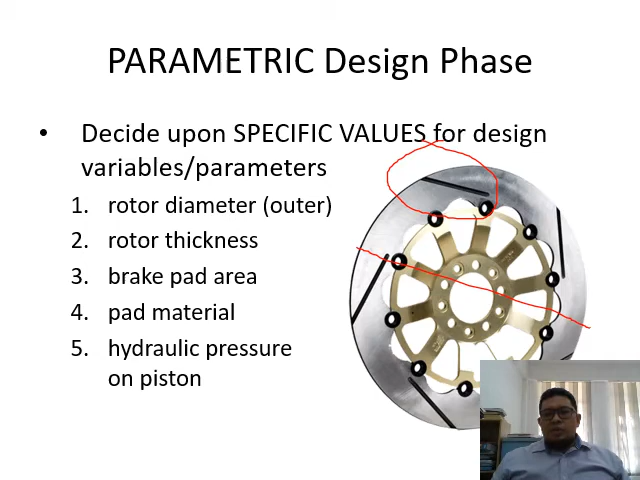 PARAMETRIC Design Phase
• Decide upon SPECIFIC VALUES for design
variables/parameters
1. rotor diameter (outer)
2. rotor thickness
3. brake pad area
4. pad material
5. hydraulic pressure
on piston